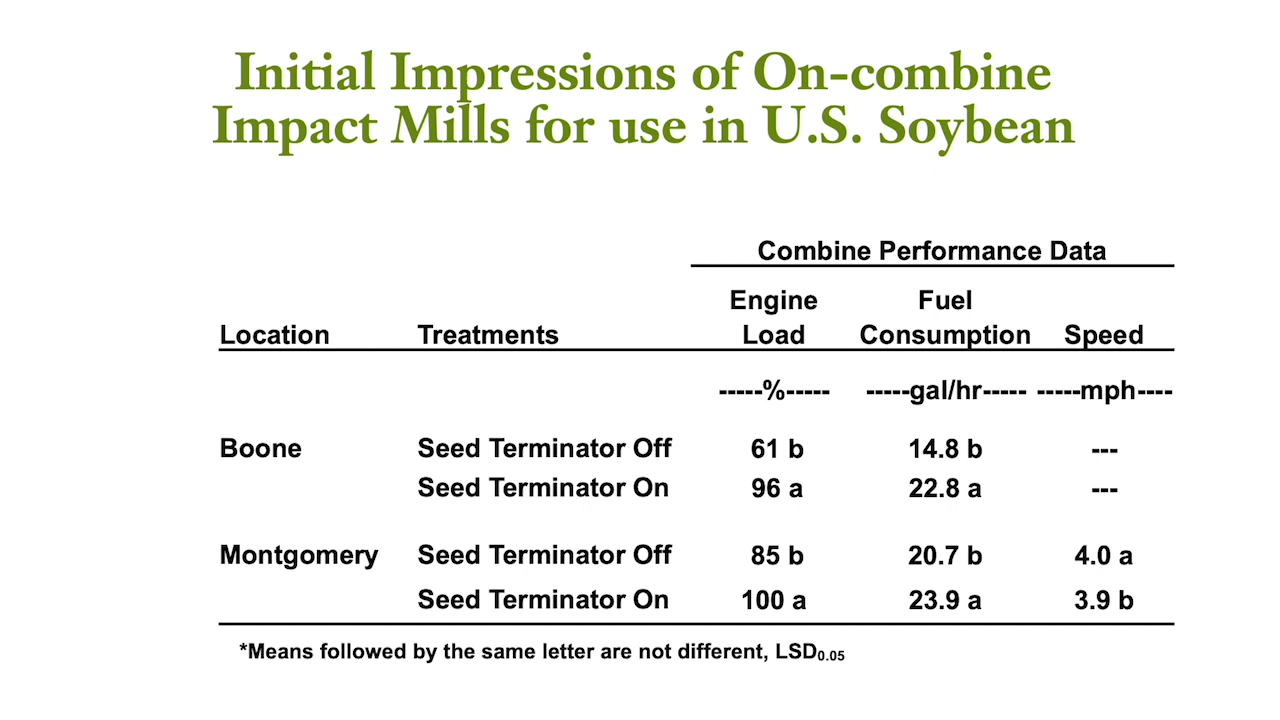 Initial Impressions of On-combine
Impact Mills for use in U.S. Soybean
Combine Performance Data
Engine Fuel
Location Treatments Load Consumption Speed
-----%----- -----gal/hr----- -----mph----
Boone Seed Terminator Off 61 b 14.8 b ---
Seed Terminator On 96 a 22.8 a ---
Montgomery Seed Terminator Off 85 b 20.7 b 4.0 a
Seed Terminator On 100 a 23.9 a 3.9 b
*Means followed by the same letter are not different, LSD0.05